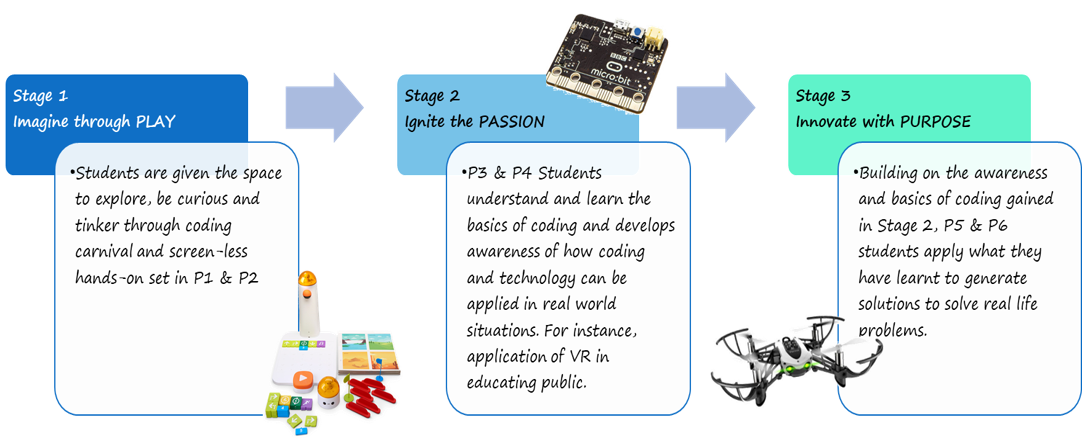 Stage 1
Imagine through PLAY
•Students are given the space
to explore, be curious and
tinker through coding
carnival and screen-less
hands-on set in P1 & P2
Stage 2
Ignite the PASSION
micro:bit
•P3 & P4 Students
understand and learn the
basics of coding and develops
awareness of how coding
and technology can be
applied in real world
situations. For instance,
application of VR in
educating public.
Stage 3
Innovate with PURPOSE
•Building on the awareness
and basics of coding gained
in Stage 2, P5 & P6
students apply what they
have learnt to generate
solutions to solve real life
problems.